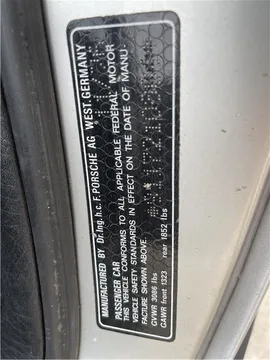 MANUFACTURED BY Dr.Ing.h.c.F.PORSCHE AG WEST GERMANY
PASSENGER CAR
THIS VEHICLE CONFORMS TO ALL APPLICABLE FEDERAL MOTOR
VEHICLE SAFETY STANDARDS IN EFFECT ON THE DATE OF MANU-
FACTURE SHOWN ABOVE.
GVWR 3086 lbs
GAWR front 1323 rear 1852 lbs